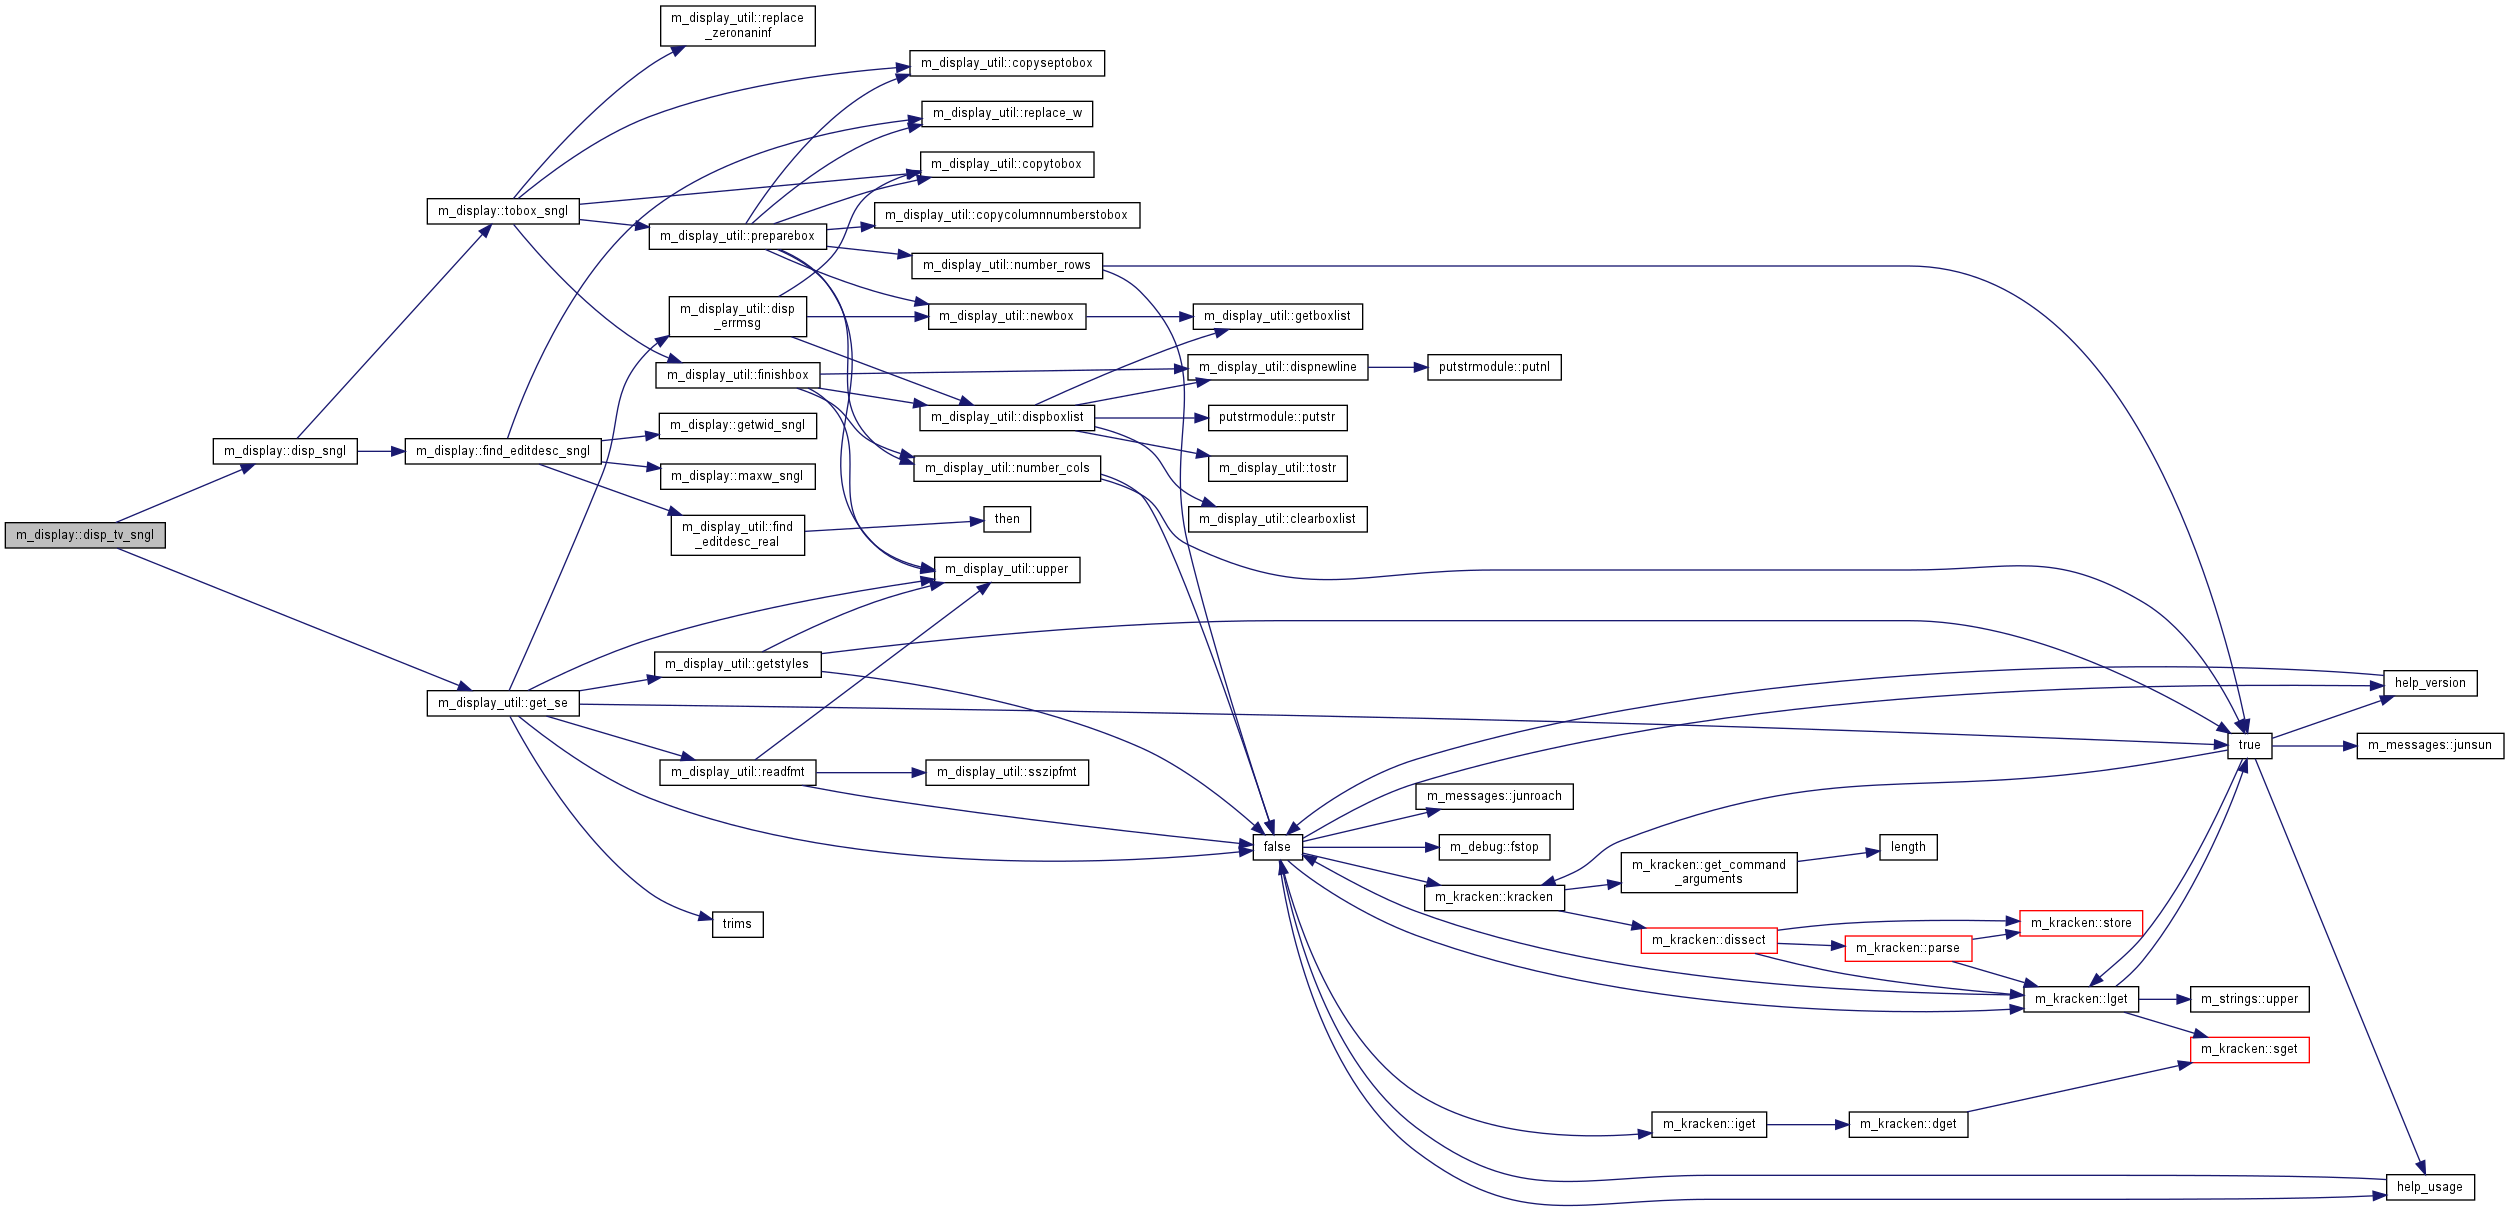 m_display_util::replace
_zeronaninf
m_display_util::copyseptobox
m_display_util::replace_w
m_display_util::copytobox
m_display::tobox_sngl
m_display_util::copycolumnnumberstobox
m_display_util::preparebox
m_display_util::number_rows
m_display_util::disp
_errmsg
m_display_util::newbox
m_display_util::getboxlist
m_display_util::finishbox
m_display_util::dispnewline
putstrmodule::putnl
m_display_util::dispboxlist
putstrmodule::putstr
m_display::getwid_sngl
m_display::disp_sngl
m_display::find_editdesc_sngl
m_display::maxw_sngl
m_display_util::number_cols
m_display_util::tostr
m_display_util::find
_editdesc_real
then
m_display_util::clearboxlist
m_display::disp_tv_sngl
m_display_util::upper
m_display_util::getstyles
help_version
m_display_util::get_se
true
m_messages::junsun
m_display_util::readfmt
m_display_util::sszipfmt
m_messages::junroach
false
m_debug::fstop
length
m_kracken::get_command
_arguments
m_kracken::kracken
trims
m_kracken::store
m_kracken::dissect
m_kracken::parse
m_kracken::lget
m_strings::upper
m_kracken::sget
m_kracken::iget
m_kracken::dget
help_usage